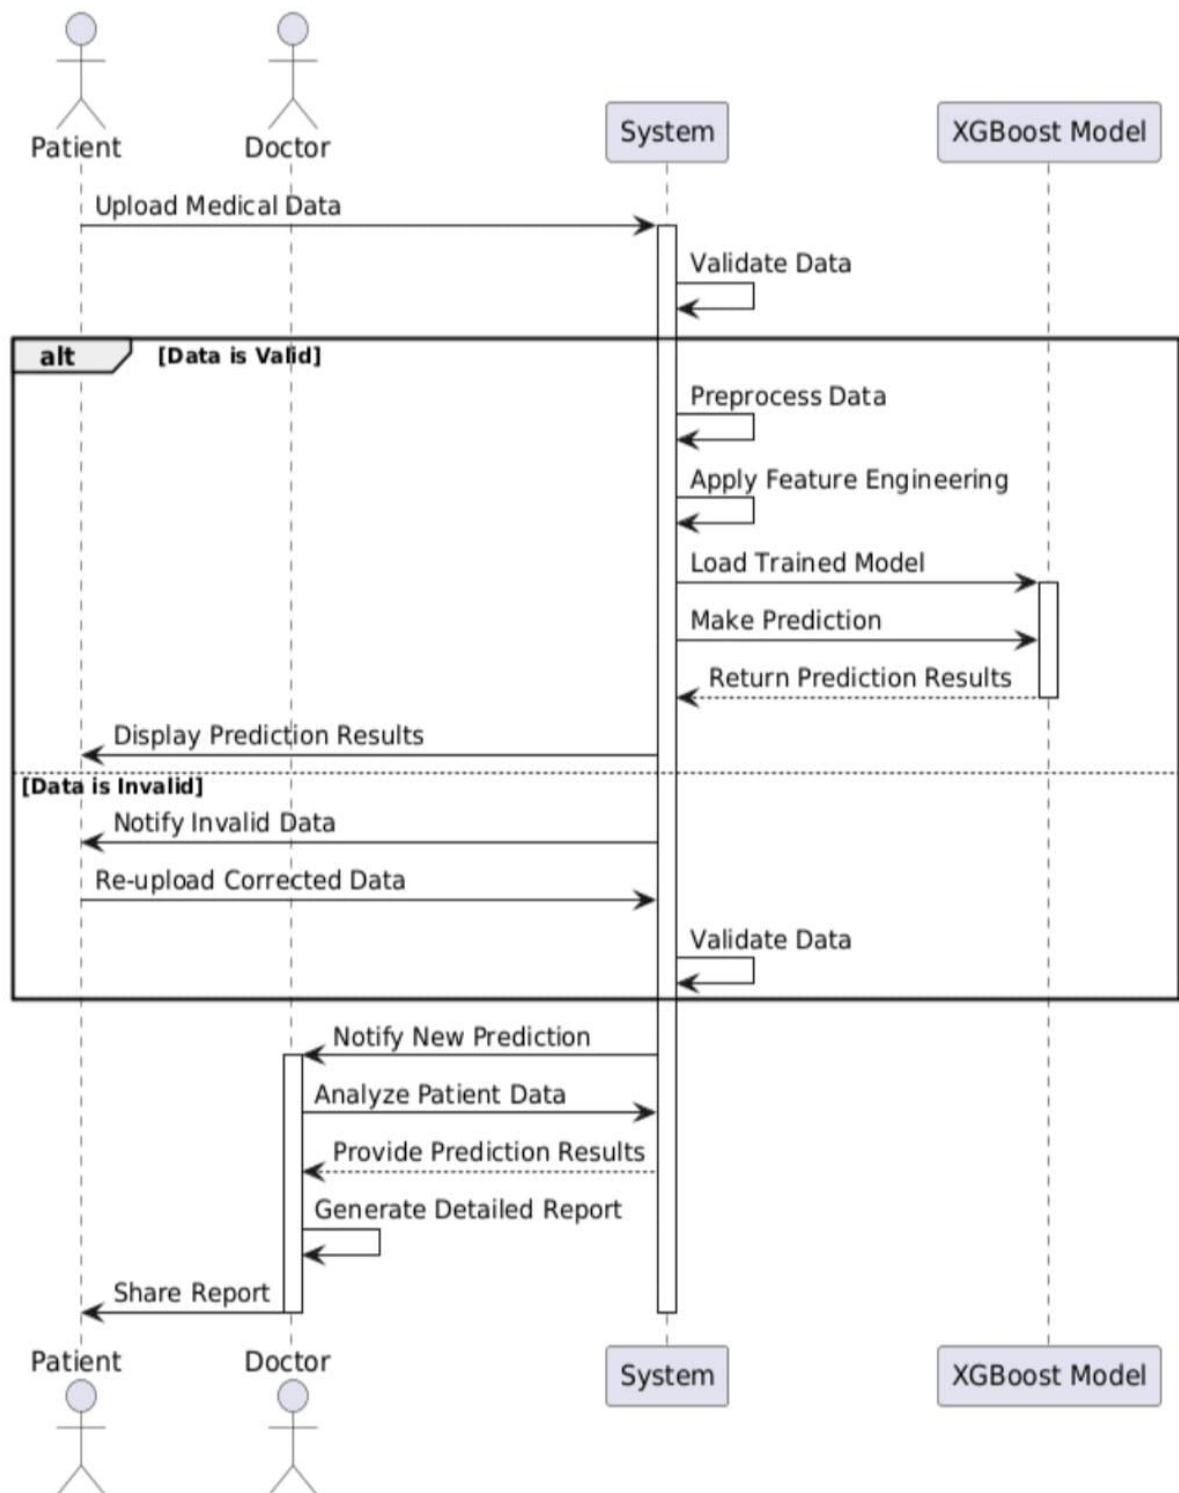 Patient
Doctor
System
XGBoost Model
Upload Medical Data
Validate Data
alt
[Data is Valid]
Preprocess Data
Apply Feature Engineering
Load Trained Model
Make Prediction
Return Prediction Results
Display Prediction Results
[Data is Invalid]
Notify Invalid Data
Re-upload Corrected Data
Validate Data
Notify New Prediction
Analyze Patient Data
Provide Prediction Results
Generate Detailed Report
Share Report
Patient
Doctor
System
XGBoost Model